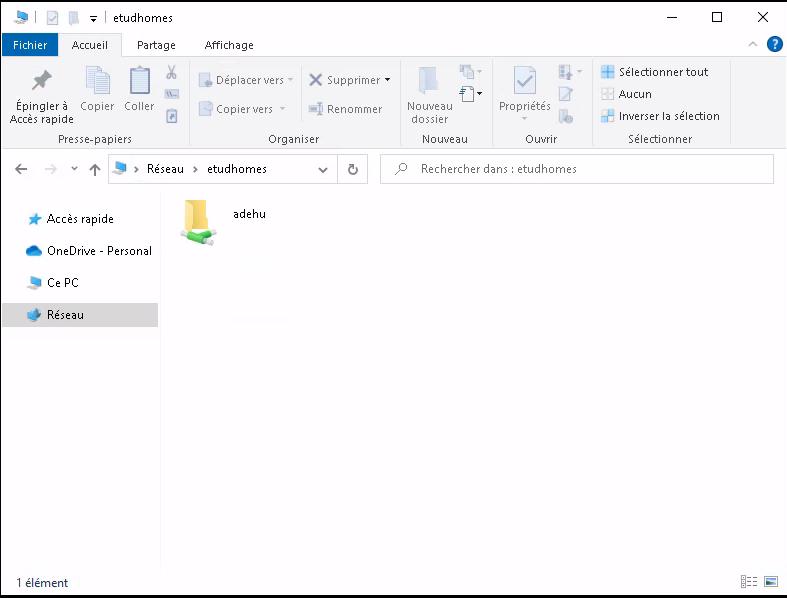 etudhomes
Fichier
Accueil
Partage
Affichage
?
Épingler à
Accès rapide
Copier
Coller
Presse-papiers
Déplacer vers
Copier vers
Supprimer
Renommer
Organiser
Nouveau
dossier
Nouveau
Propriétés
Ouvrir
Sélectionner tout
Aucun
Inverser la sélection
Sélectionner
Réseau > etudhomes
Rechercher dans : etudhomes
Accès rapide
OneDrive - Personal
Ce PC
Réseau
adehu
1 élément